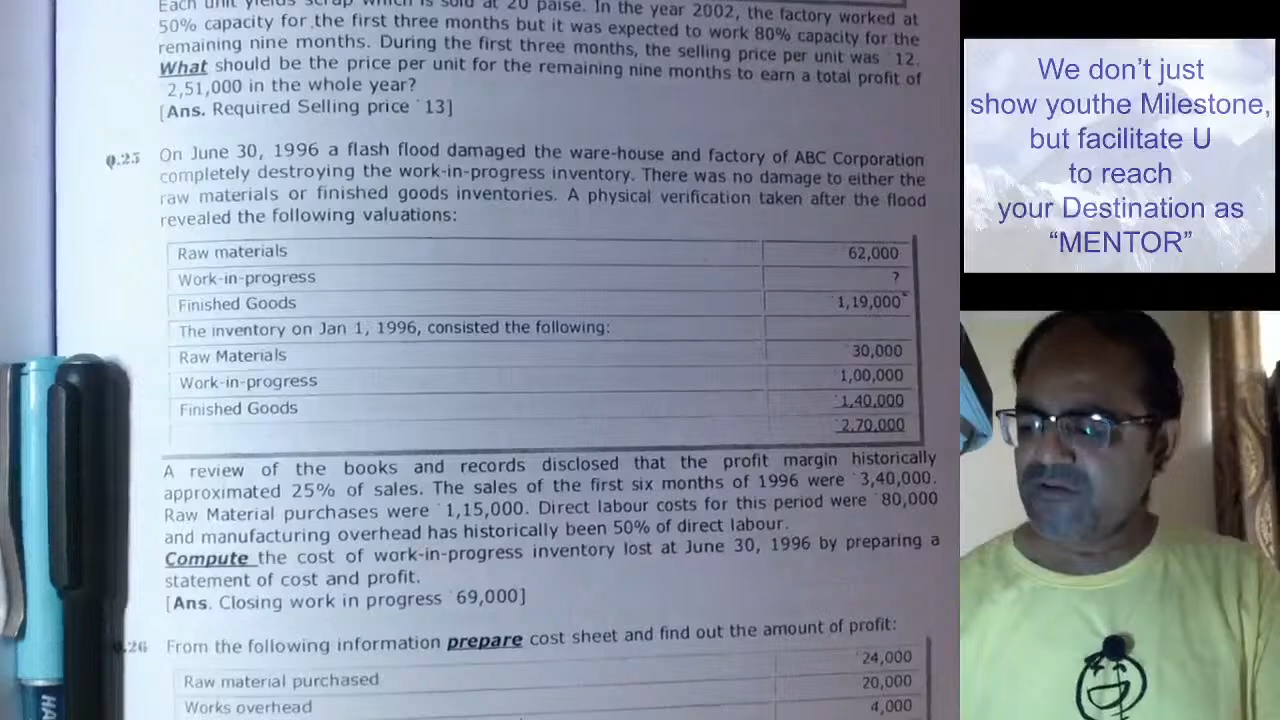 Each unit yields scrap which is sold at 20 paise. In the year 2002, the factory worked at
50% capacity for the first three months but it was expected to work 80% capacity for the
remaining nine months. During the first three months, the selling price per unit was ` 12.
What should be the price per unit for the remaining nine months to earn a total profit of
` 2,51,000 in the whole year?
[Ans. Required Selling price ` 13]
Q.25 On June 30, 1996 a flash flood damaged the ware-house and factory of ABC Corporation
completely destroying the work-in-progress inventory. There was no damage to either the
raw materials or finished goods inventories. A physical verification taken after the flood
revealed the following valuations:
Raw materials 62,000
Work-in-progress ?
Finished Goods ` 1,19,000
The inventory on Jan 1, 1996, consisted the following:
Raw Materials ` 30,000
Work-in-progress ` 1,00,000
Finished Goods ` 1,40,000
` 2,70,000
A review of the books and records disclosed that the profit margin historically
approximated 25% of sales. The sales of the first six months of 1996 were ` 3,40,000.
Raw Material purchases were ` 1,15,000. Direct labour costs for this period were ` 80,000
and manufacturing overhead has historically been 50% of direct labour.
Compute the cost of work-in-progress inventory lost at June 30, 1996 by preparing a
statement of cost and profit.
[Ans. Closing work in progress ` 69,000]
.26 From the following information prepare cost sheet and find out the amount of profit:
` 24,000
Raw material purchased 20,000
Works overhead 4,000
We don't just
show youthe Milestone,
but facilitate U
to reach
your Destination as
“MENTOR”
HA